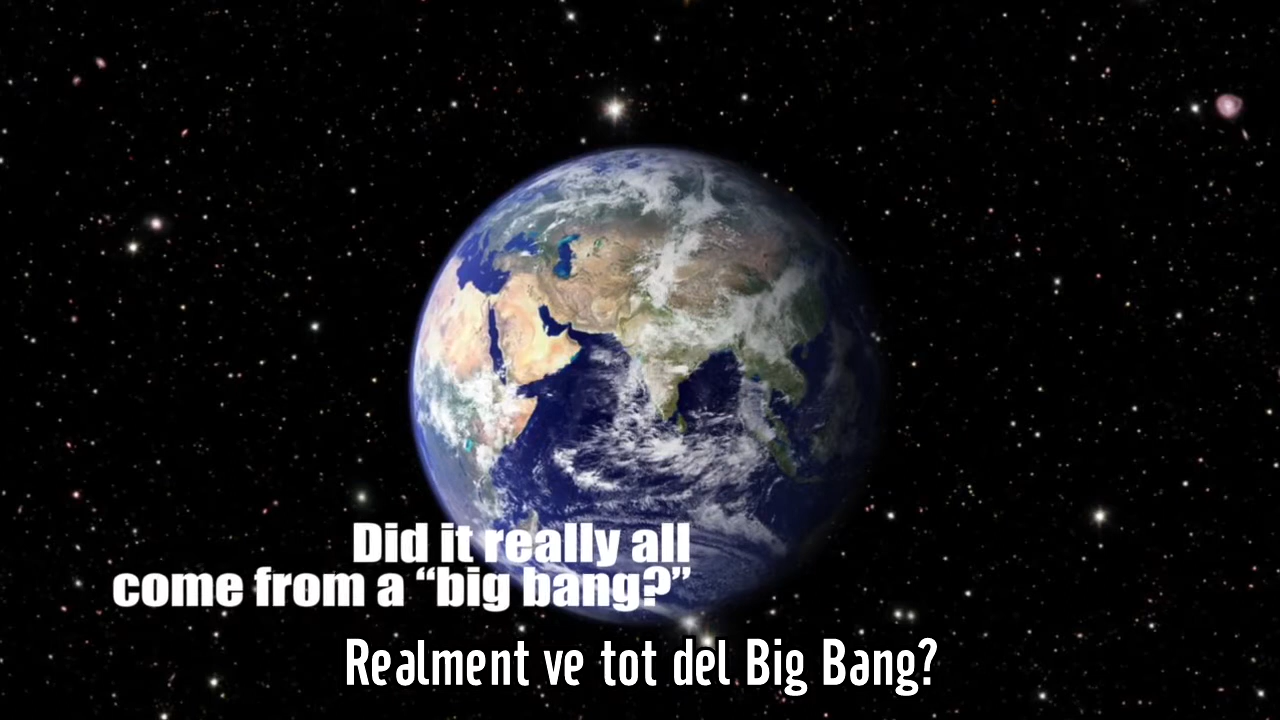 Did it really all
come from a “big bang?”
Realment ve tot del Big Bang?